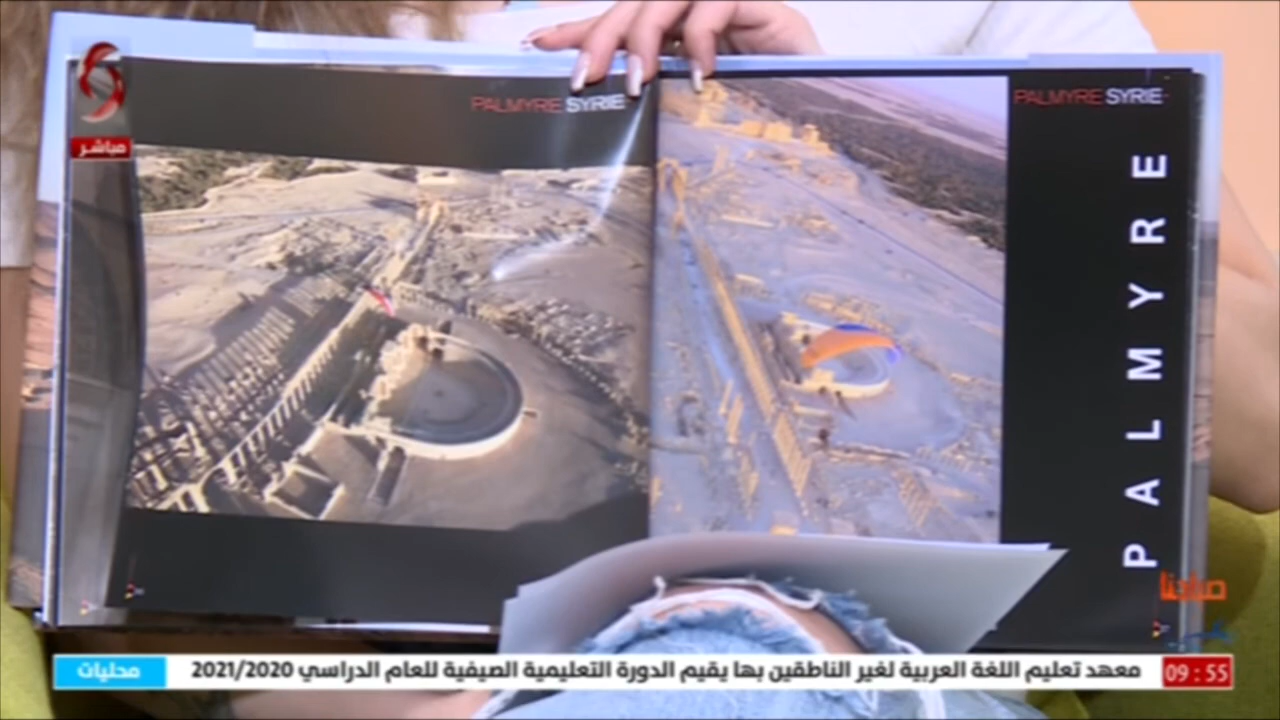 مباشر
PALMYRE SYRIE
PALMYRE SYRIE
PALMYRE
محليات
معهد تعليم اللغة العربية لغير الناطقين بها يقيم الدورة التعليمية الصيفية للعام الدراسي 2021/2020
09:55